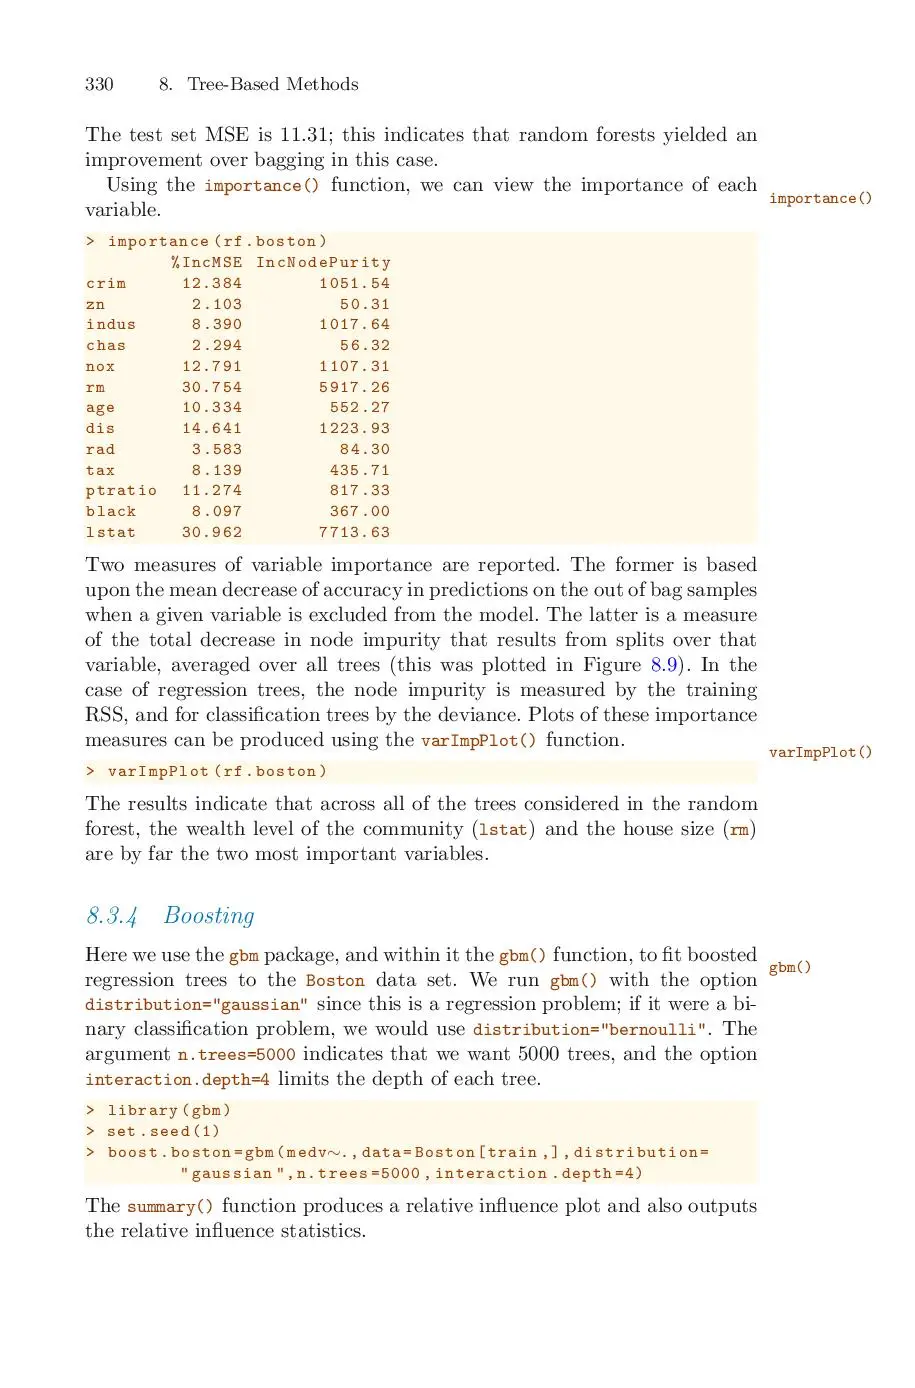 330 8. Tree-Based Methods
The test set MSE is 11.31; this indicates that random forests yielded an
improvement over bagging in this case.
Using the importance() function, we can view the importance of each
importance()
variable.
> importance(rf.boston)
%IncMSE IncNodePurity
crim 12.384 1051.54
zn 2.103 50.31
indus 8.390 1017.64
chas 2.294 56.32
nox 12.791 1107.31
rm 30.754 5917.26
age 10.334 552.27
dis 14.641 1223.93
rad 3.583 84.30
tax 8.139 435.71
ptratio 11.274 817.33
black 8.097 367.00
lstat 30.962 7713.63
Two measures of variable importance are reported. The former is based
upon the mean decrease of accuracy in predictions on the out of bag samples
when a given variable is excluded from the model. The latter is a measure
of the total decrease in node impurity that results from splits over that
variable, averaged over all trees (this was plotted in Figure 8.9). In the
case of regression trees, the node impurity is measured by the training
RSS, and for classification trees by the deviance. Plots of these importance
measures can be produced using the varImpPlot() function.
varImpPlot()
> varImpPlot(rf.boston)
The results indicate that across all of the trees considered in the random
forest, the wealth level of the community (lstat) and the house size (rm)
are by far the two most important variables.
8.3.4 Boosting
Here we use the gbm package, and within it the gbm() function, to fit boosted
gbm()
regression trees to the Boston data set. We run gbm() with the option
distribution="gaussian" since this is a regression problem; if it were a bi-
nary classification problem, we would use distribution="bernoulli". The
argument n.trees=5000 indicates that we want 5000 trees, and the option
interaction.depth=4 limits the depth of each tree.
> library(gbm)
> set.seed(1)
> boost.boston=gbm(medv∼.,data=Boston[train,],distribution=
"gaussian",n.trees=5000,interaction.depth=4)
The summary() function produces a relative influence plot and also outputs
the relative influence statistics.